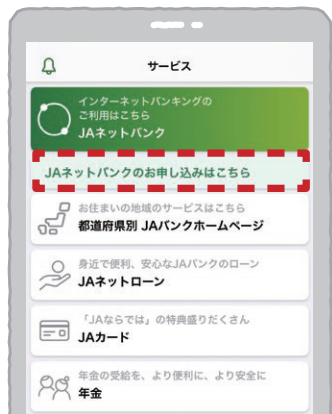 サービス
インターネットバンキングの
ご利用はこちら
JAネットバンク
JAネットバンクのお申し込みはこちら
お住まいの地域のサービスはこちら
都道府県別 JAバンクホームページ
身近で便利、安心なJAバンクのローン
JAネットローン
「JAならでは」の特典盛りだくさん
JAカード
年金の受給を、より便利に、より安全に
年金